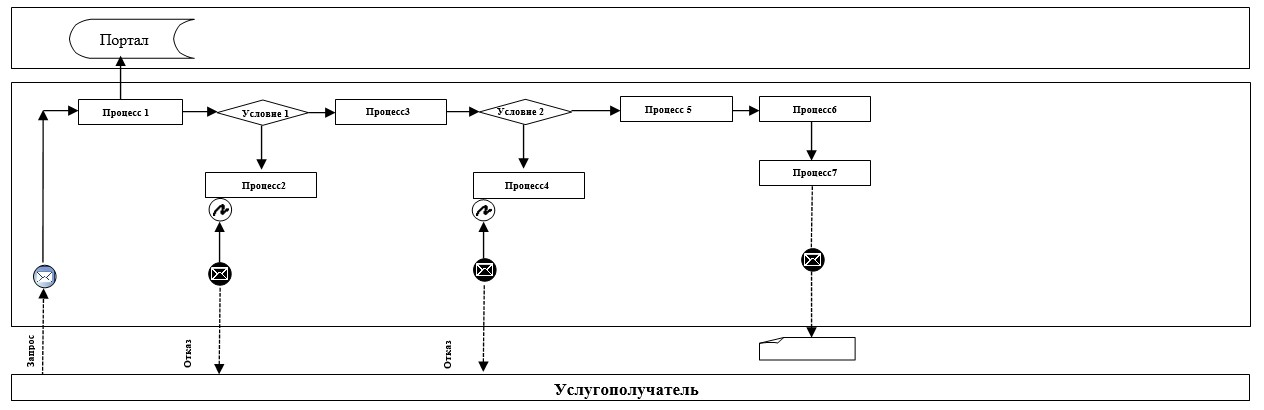 Портал
Процесс 1
Условие 1
Процесс3
Условие 2
Процесс 5
Процесс6
Процесс2
Процесс4
Процесс7
Запрос
Отказ
Отказ
Услугополучатель